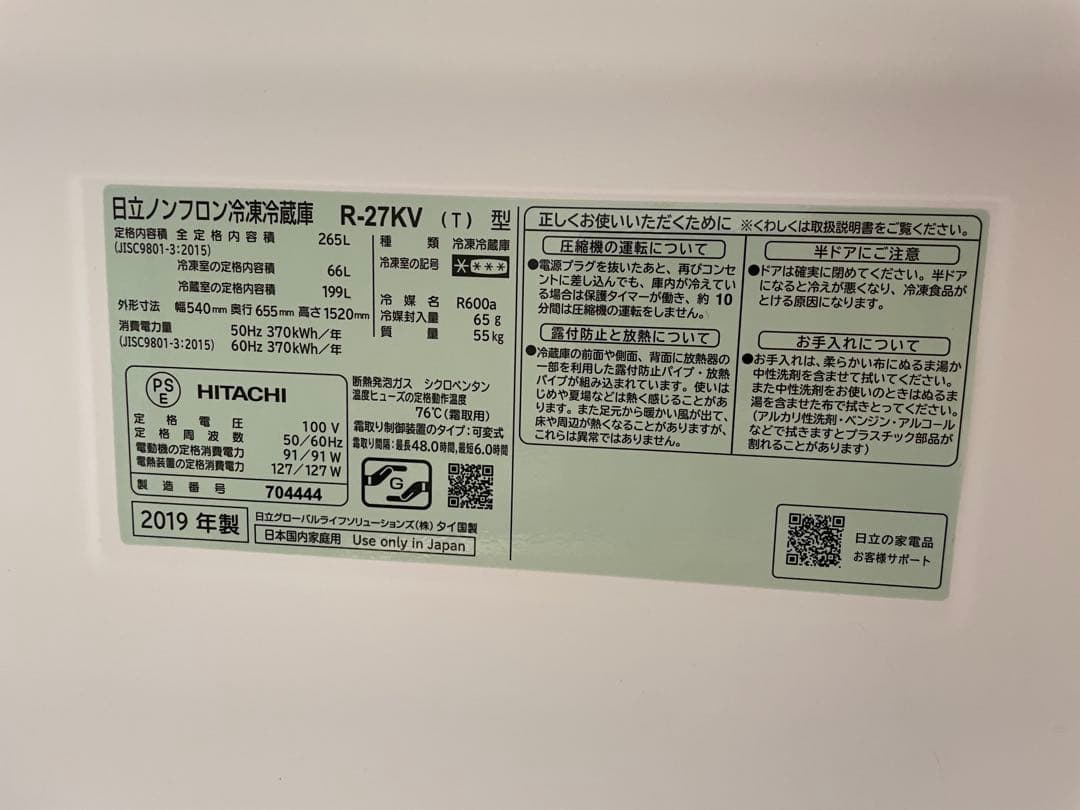 日立ノンフロン冷凍冷蔵庫 R-27KV (T) 型
定格内容積 全定格内容積 265L
(JISC9801-3:2015)
冷凍室の定格内容積 66L
冷蔵室の定格内容積 199L
外形寸法 幅540mm 奥行655mm 高さ1520mm
消費電力量 50Hz 370kWh/年
(JISC9801-3:2015) 60Hz 370kWh/年
種類 冷凍冷蔵庫
冷凍室の記号 ****
冷媒名 R600a
冷媒封入量 65g
質量 55kg
PSE HITACHI
定格電圧 100V
定格周波数 50/60Hz
電動機の定格消費電力 91/91W
電熱装置の定格消費電力 127/127W
製造番号 704444
断熱発泡ガス シクロペンタン
温度ヒューズの定格動作温度
76℃(霜取用)
霜取り制御装置のタイプ:可変式
霜取り間隔:最長48.0時間,最短6.0時間
G
2019年製
日立グローバルライフソリューションズ(株) タイ国製
日本国内家庭用 Use only in Japan
正しくお使いいただくために ※くわしくは取扱説明書をご覧ください。
圧縮機の運転について
●電源プラグを抜いたあと、再びコンセ
ントに差し込んでも、庫内が冷えてい
る場合は保護タイマーが働き、約10
分間は圧縮機の運転をしません。
露付防止と放熱について
●冷蔵庫の前面や側面、背面に放熱器の
一部を利用した露付防止パイプ・放熱
パイプが組み込まれています。使いは
じめや夏場などは熱く感じることがあ
ります。また足元から暖かい風が出て、
床や周辺が熱くなることがありますが、
これらは異常ではありません。
半ドアにご注意
●ドアは確実に閉めてください。半ドア
になると冷えが悪くなり、冷凍食品が
とける原因になります。
お手入れについて
●お手入れは、柔らかい布にぬるま湯か
中性洗剤を含ませて拭いてください。
また中性洗剤をお使いのときはぬるま
湯を含ませた布で拭きとってください。
(アルカリ性洗剤・ベンジン・アルコール
などで拭きますとプラスチック部品が
割れることがあります)
日立の家電品
お客様サポート